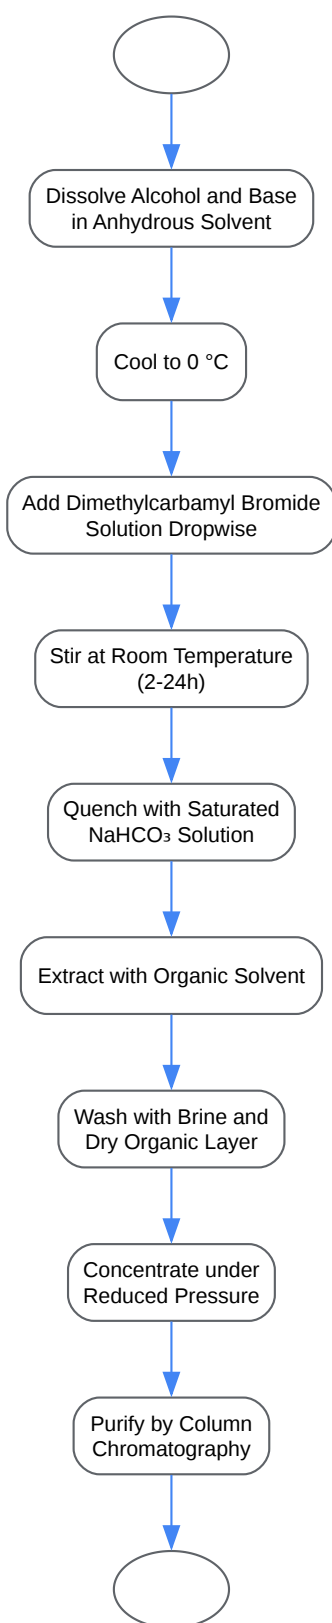 Dissolve Alcohol and Base
in Anhydrous Solvent
Cool to 0 °C
Add Dimethylcarbamyl Bromide
Solution Dropwise
Stir at Room Temperature
(2-24h)
Quench with Saturated
NaHCO₃ Solution
Extract with Organic Solvent
Wash with Brine and
Dry Organic Layer
Concentrate under
Reduced Pressure
Purify by Column
Chromatography